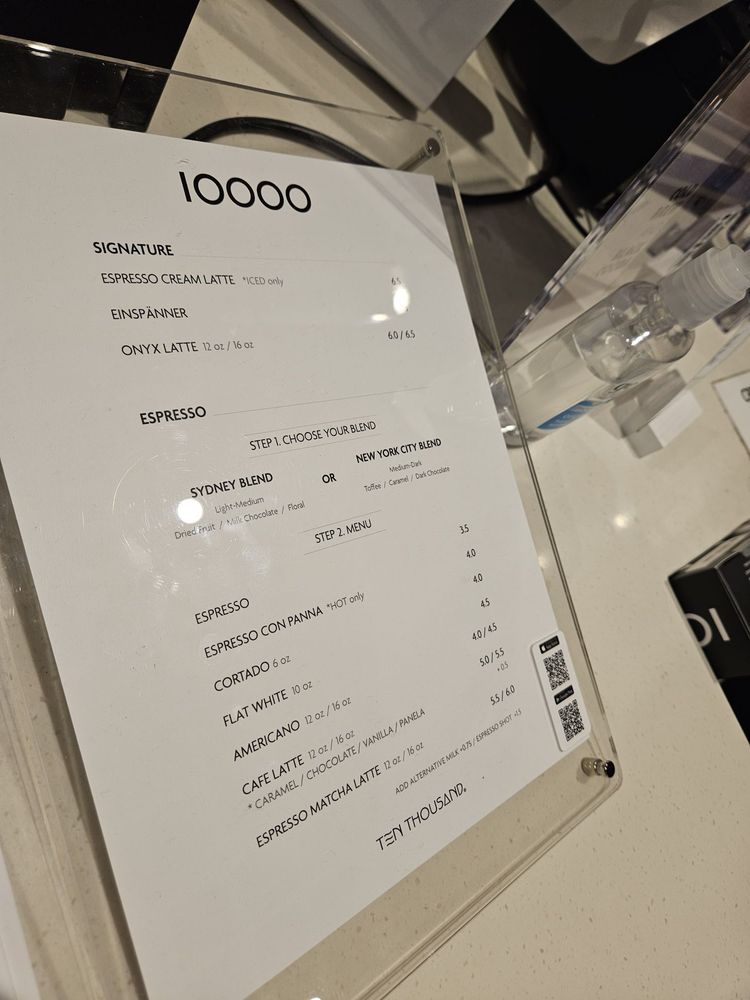 10000
SIGNATURE
ESPRESSO CREAM LATTE *ICED only 6.5
EINSPÄNNER
ONYX LATTE 12 oz / 16 oz 6.0 / 6.5
ESPRESSO
STEP 1. CHOOSE YOUR BLEND
SYDNEY BLEND
Light-Medium
Dried Fruit / Milk Chocolate / Floral
OR
NEW YORK CITY BLEND
Medium-Dark
Toffee / Caramel / Dark Chocolate
STEP 2. MENU
ESPRESSO 3.5
ESPRESSO CON PANNA *HOT only 4.0
CORTADO 6 oz 4.0
FLAT WHITE 10 oz 4.5
AMERICANO 12 oz / 16 oz 4.0 / 4.5
CAFE LATTE 12 oz / 16 oz 5.0 / 5.5
* CARAMEL / CHOCOLATE / VANILLA / PANELA +0.5
ESPRESSO MATCHA LATTE 12 oz / 16 oz 5.5 / 6.0
ADD ALTERNATIVE MILK +0.75 / ESPRESSO SHOT +1.5
TEN THOUSAND